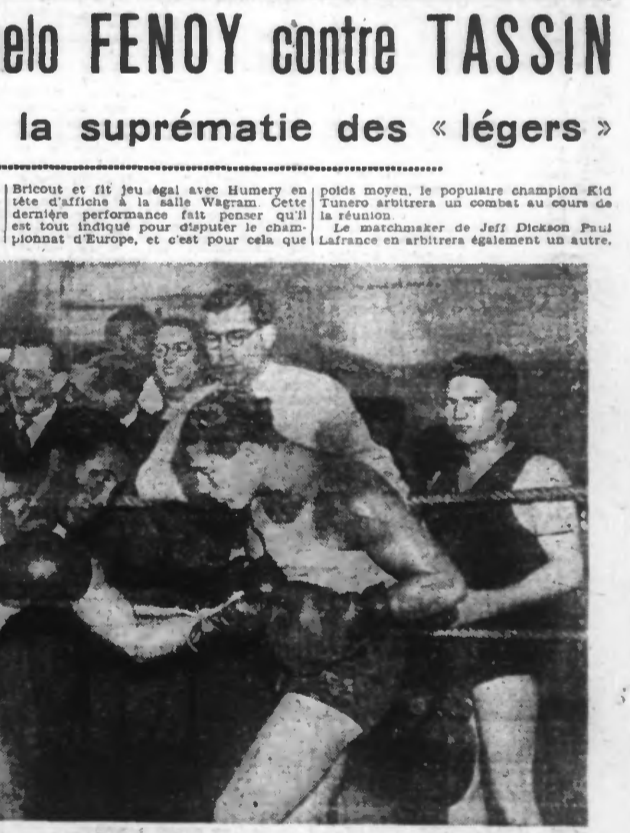 elo FENOY contre TASSIN
la suprématie des « légers »
Bricout et fit jeu égal avec Humery en
tête d'affiche à la salle Wagram. Cette
dernière performance fait penser qu'il
est tout indiqué pour disputer le cham-
pionnat d'Europe, et c'est pour cela que
poids moyen, le populaire champion Kid
Tunero arbitrera un combat au cours de
la réunion.
Le matchmaker de Jeff Dickson Paul
Lafrance en arbitrera également un autre.